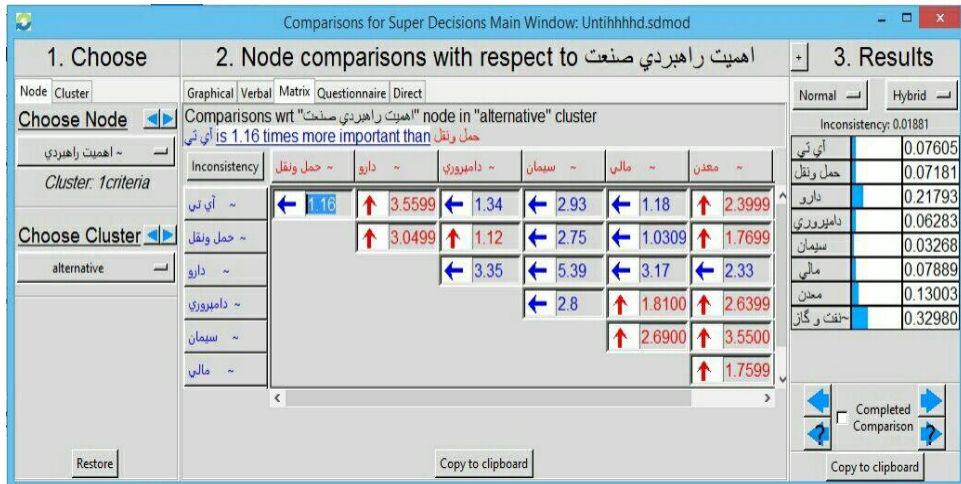 Comparisons for Super Decisions Main Window: Untihhhhd.sdmod
1. Choose
Node Cluster
Choose Node
~ اهميت راهبردي
Cluster: 1criteria
Choose Cluster
alternative
Restore
2. Node comparisons with respect to اهميت راهبردي صنعت
Graphical Verbal Matrix Questionnaire Direct
Comparisons wrt "اهميت راهبردي صنعت" node in "alternative" cluster
آي تي is 1.16 times more important than حمل ونقل
Inconsistency حمل ونقل ~ دارو ~ دامپروري ~ سيمان ~ مالي ~ معدن ~
آي تي ~ 1.16 3.5599 1.34 2.93 1.18 2.3999
حمل ونقل ~ 3.0499 1.12 2.75 1.0309 1.7699
دارو ~ 3.35 5.39 3.17 2.33
دامپروري ~ 2.8 1.8100 2.6399
سيمان ~ 2.6900 3.5500
مالي ~ 1.7599
Copy to clipboard
+ 3. Results
Normal Hybrid
Inconsistency: 0.01881
آي تي 0.07605
حمل ونقل 0.07181
دارو 0.21793
دامپروري 0.06283
سيمان 0.03268
مالي 0.07889
معدن 0.13003
نفت و گاز~ 0.32980
Completed
Comparison
Copy to clipboard